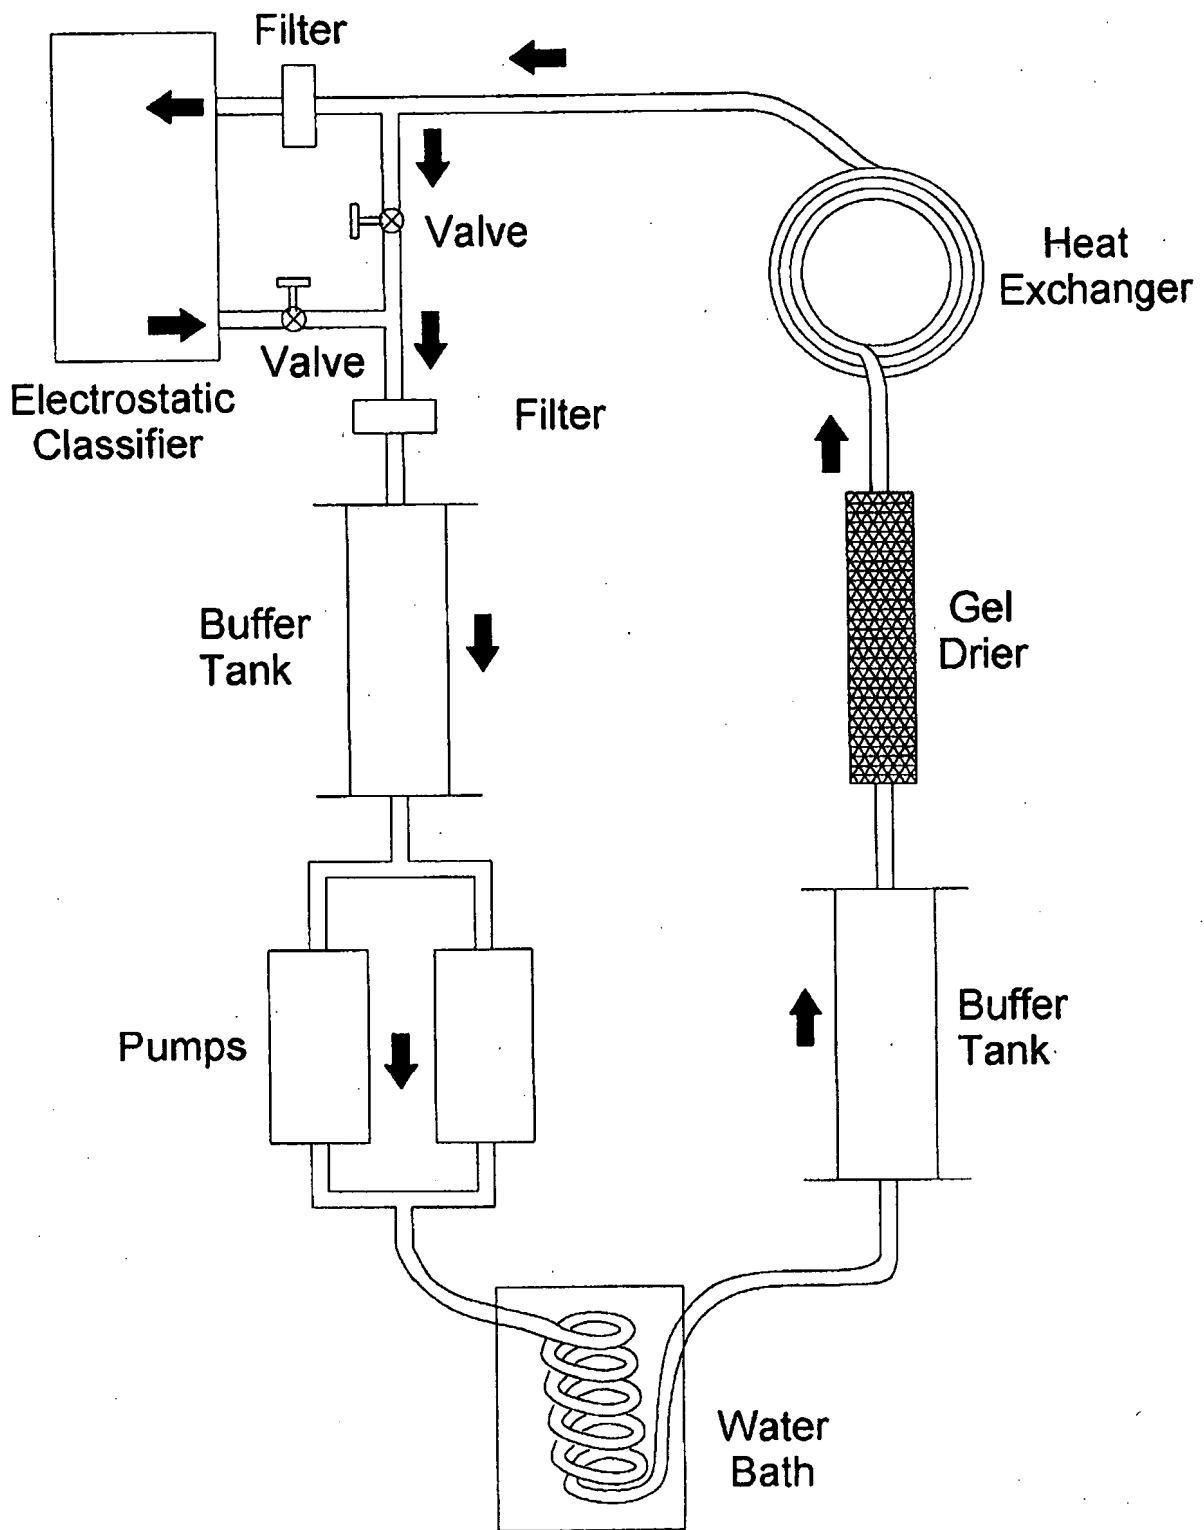 Filter
Valve
Heat
Exchanger
Valve
Electrostatic
Classifier
Filter
Buffer
Tank
Gel
Drier
Pumps
Buffer
Tank
Water
Bath